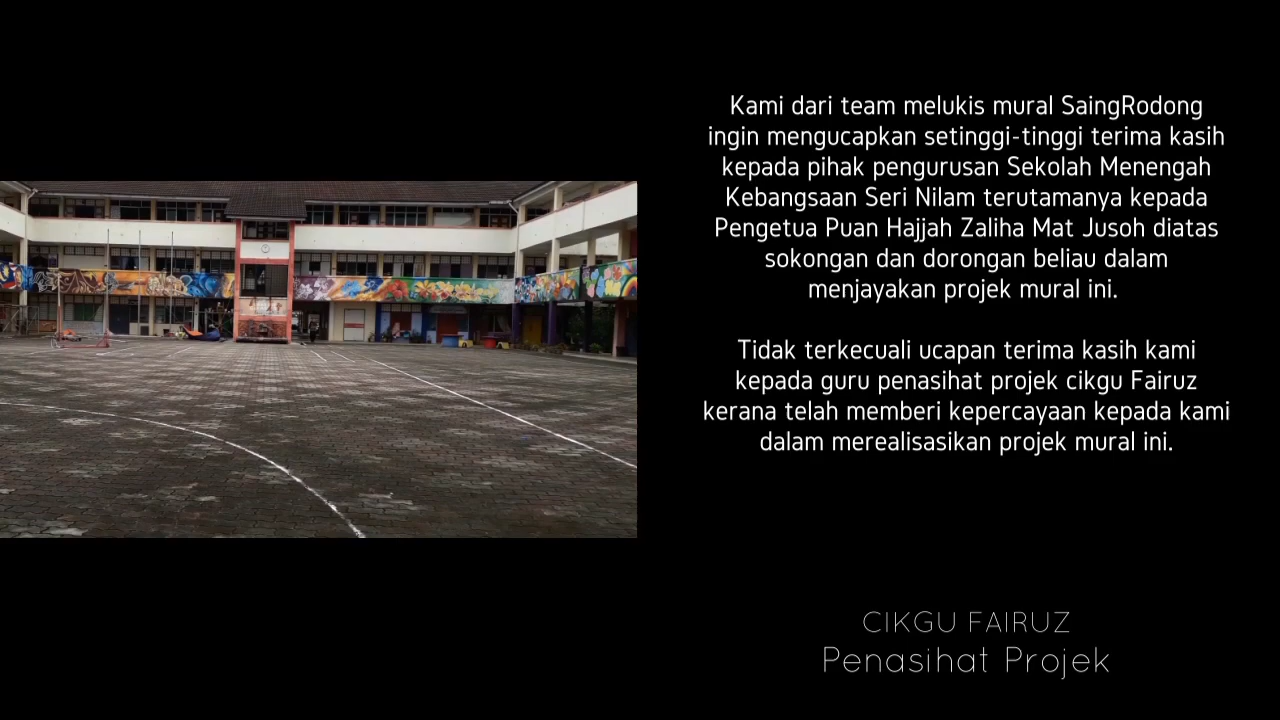 Kami dari team melukis mural SaingRodong
ingin mengucapkan setinggi-tinggi terima kasih
kepada pihak pengurusan Sekolah Menengah
Kebangsaan Seri Nilam terutamanya kepada
Pengetua Puan Hajjah Zaliha Mat Jusoh diatas
sokongan dan dorongan beliau dalam
menjayakan projek mural ini.
Tidak terkecuali ucapan terima kasih kami
kepada guru penasihat projek cikgu Fairuz
kerana telah memberi kepercayaan kepada kami
dalam merealisasikan projek mural ini.
CIKGU FAIRUZ
Penasihat Projek